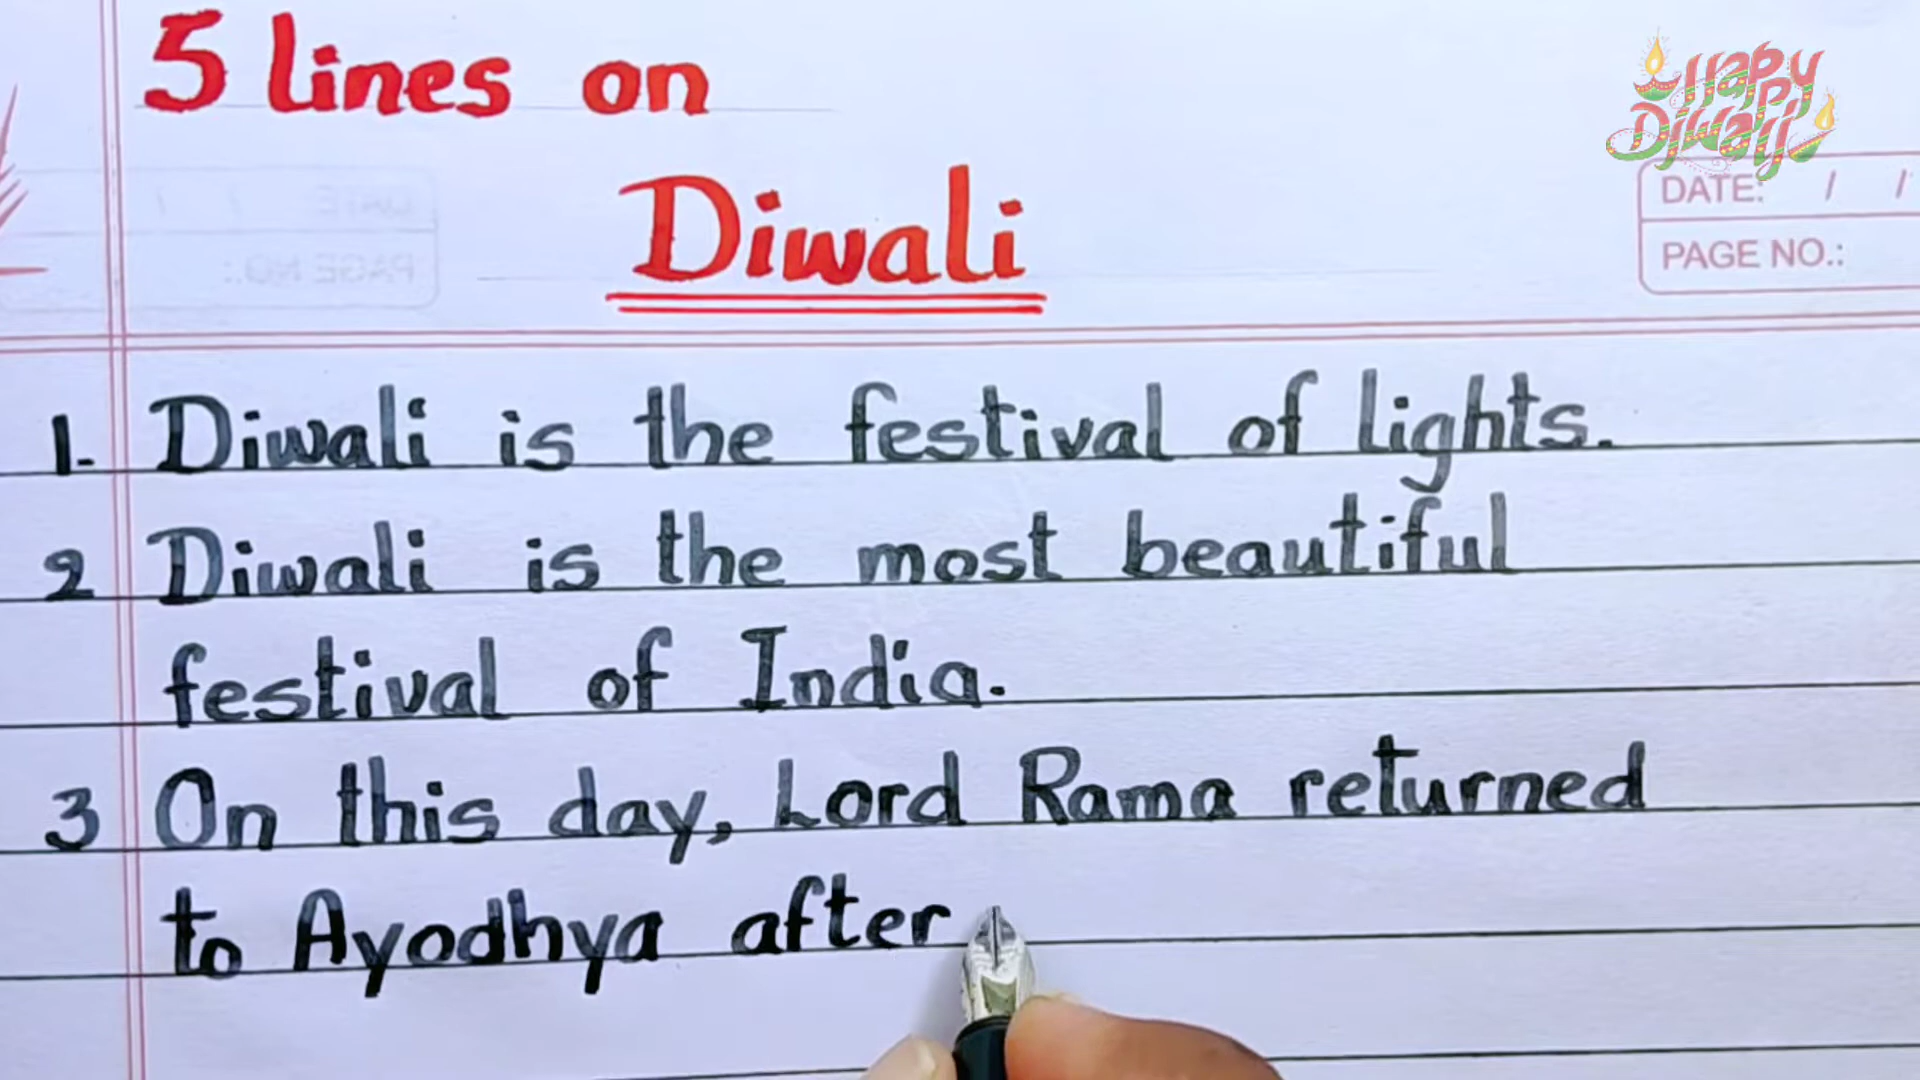 5 lines on
Happy
Diwali
Diwali
DATE: / /
PAGE NO.:
1. Diwali is the festival of lights.
2 Diwali is the most beautiful
festival of India.
3 On this day, Lord Rama returned
to Ayodhya after